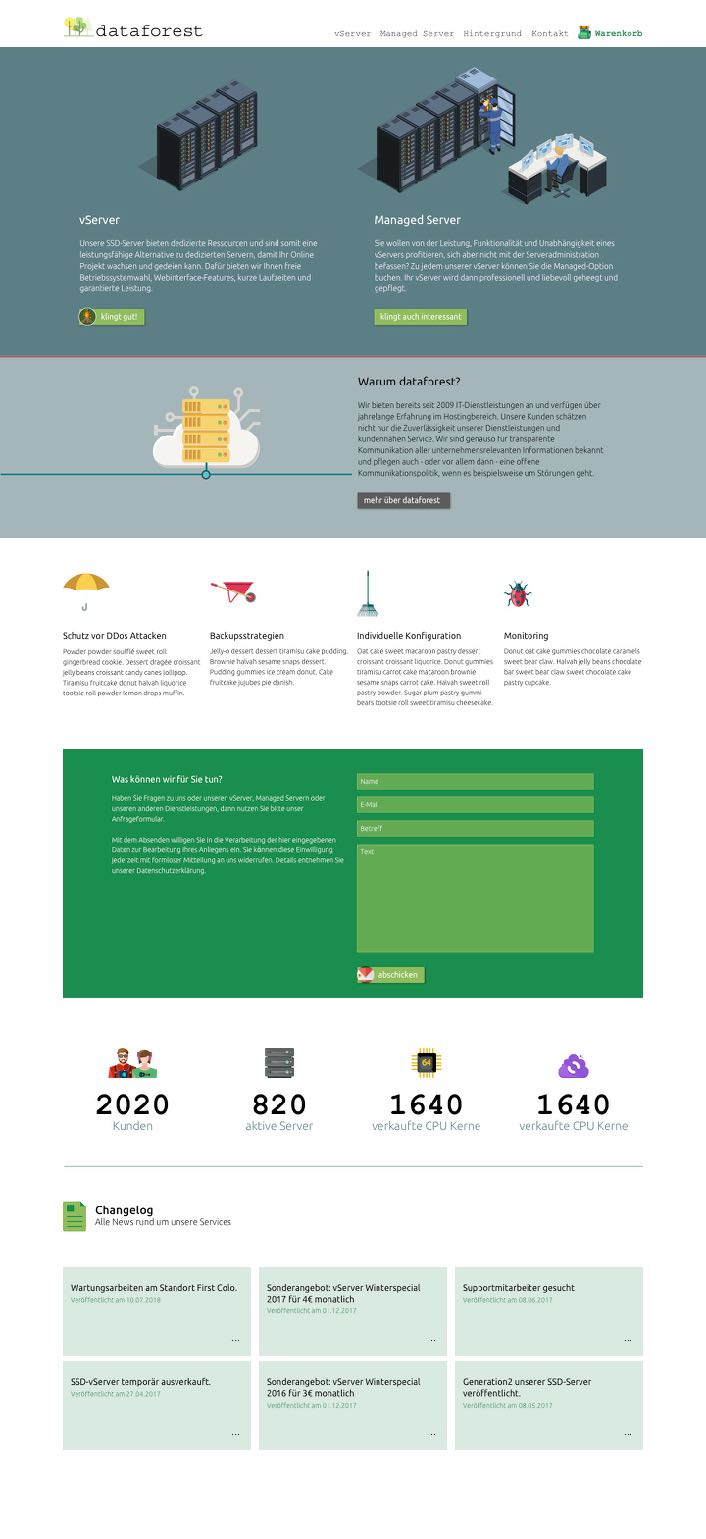 dataforest
vServer Managed Server Hintergrund Kontakt Warenkorb
vServer
Unsere SSD-Server bieten dedizierte Ressourcen und sind somit eine
leistungsfähige Alternative zu dedizierten Servern, damit Ihr Online
Projekt wachsen und gedeien kann. Dafür bieten wir Ihnen freie
Betriebssystemwahl, Webinterface-Features, kurze Laufzeiten und
garantierte Leistung.
klingt gut!
Managed Server
Sie wollen von der Leistung, Funktionalität und Unabhängigkeit eines
vServers profitieren, sich aber nicht mit der Serveradministration
befassen? Zu jedem unserer vServer können Sie die Managed-Option
buchen. Ihr vServer wird dann professionell und liebevoll geheegt und
gepflegt.
klingt auch interessant
Warum dataforest?
Wir bieten bereits seit 2009 IT-Dienstleistungen an und verfügen über
jahrelange Erfahrung im Hostingbereich. Unsere Kunden schätzen
nicht nur die Zuverlässigkeit unserer Dienstleistungen und
kundennahen Service. Wir sind genauso für transparente
Kommunikation aller unternehmensrelevanten Informationen bekannt
und pflegen auch - oder vor allem dann - eine offene
Kommunikationspolitik, wenn es beispielsweise um Störungen geht.
mehr über dataforest
Schutz vor DDos Attacken
Powder powder soufflé sweet roll
gingerbread cookie. Dessert dragée croissant
jelly beans croissant candy canes lollipop.
Tiramisu fruitcake donut halvah liquorice
tootsie roll powder lemon drops muffin.
Backupsstrategien
Jelly-o dessert dessert tiramisu cake pudding.
Brownie halvah sesame snaps dessert.
Pudding gummies ice cream donut. Cake
fruitcake jujubes pie danish.
Individuelle Konfiguration
Oat cake sweet macaroon pastry dessert
croissant croissant liquorice. Donut gummies
tiramisu carrot cake macaroon brownie
sesame snaps carrot cake. Halvah sweet roll
pastry powder. Sugar plum pastry gummi
bears tootsie roll sweet tiramisu cheesecake.
Monitoring
Donut oat cake gummies chocolate caramels
sweet bear claw. Halvah jelly beans chocolate
bar sweet bear claw sweet chocolate cake
pastry cupcake.
Was können wir für Sie tun?
Haben Sie Fragen zu uns oder unserer vServer, Managed Servern oder
unseren anderen Dienstleistungen, dann nutzen Sie bitte unser
Anfrageformular.
Mit dem Absenden willigen Sie in die Verarbeitung der hier eingegebenen
Daten zur Bearbeitung Ihres Anliegens ein. Sie können diese Einwilligung
jederzeit mit formloser Mitteilung an uns widerrufen. Details entnehmen Sie
unserer Datenschutzerklärung.
Name
E-Mail
Betreff
Text
abschicken
64
2020
Kunden
820
aktive Server
1640
verkaufte CPU Kerne
1640
verkaufte CPU Kerne
Changelog
Alle News rund um unsere Services
Wartungsarbeiten am Standort First Colo.
Veröffentlicht am 10.07.2018
...
Sonderangebot: vServer Winterspecial
2017 für 4€ monatlich
Veröffentlicht am 12.2017
...
Supportmitarbeiter gesucht
Veröffentlicht am 08.06.2017
...
SSD-vServer temporär ausverkauft.
Veröffentlicht am 27.04.2017
...
Sonderangebot: vServer Winterspecial
2016 für 3€ monatlich
Veröffentlicht am 12.2017
...
Generation2 unserer SSD-Server
veröffentlicht.
Veröffentlicht am 08.05.2017
...